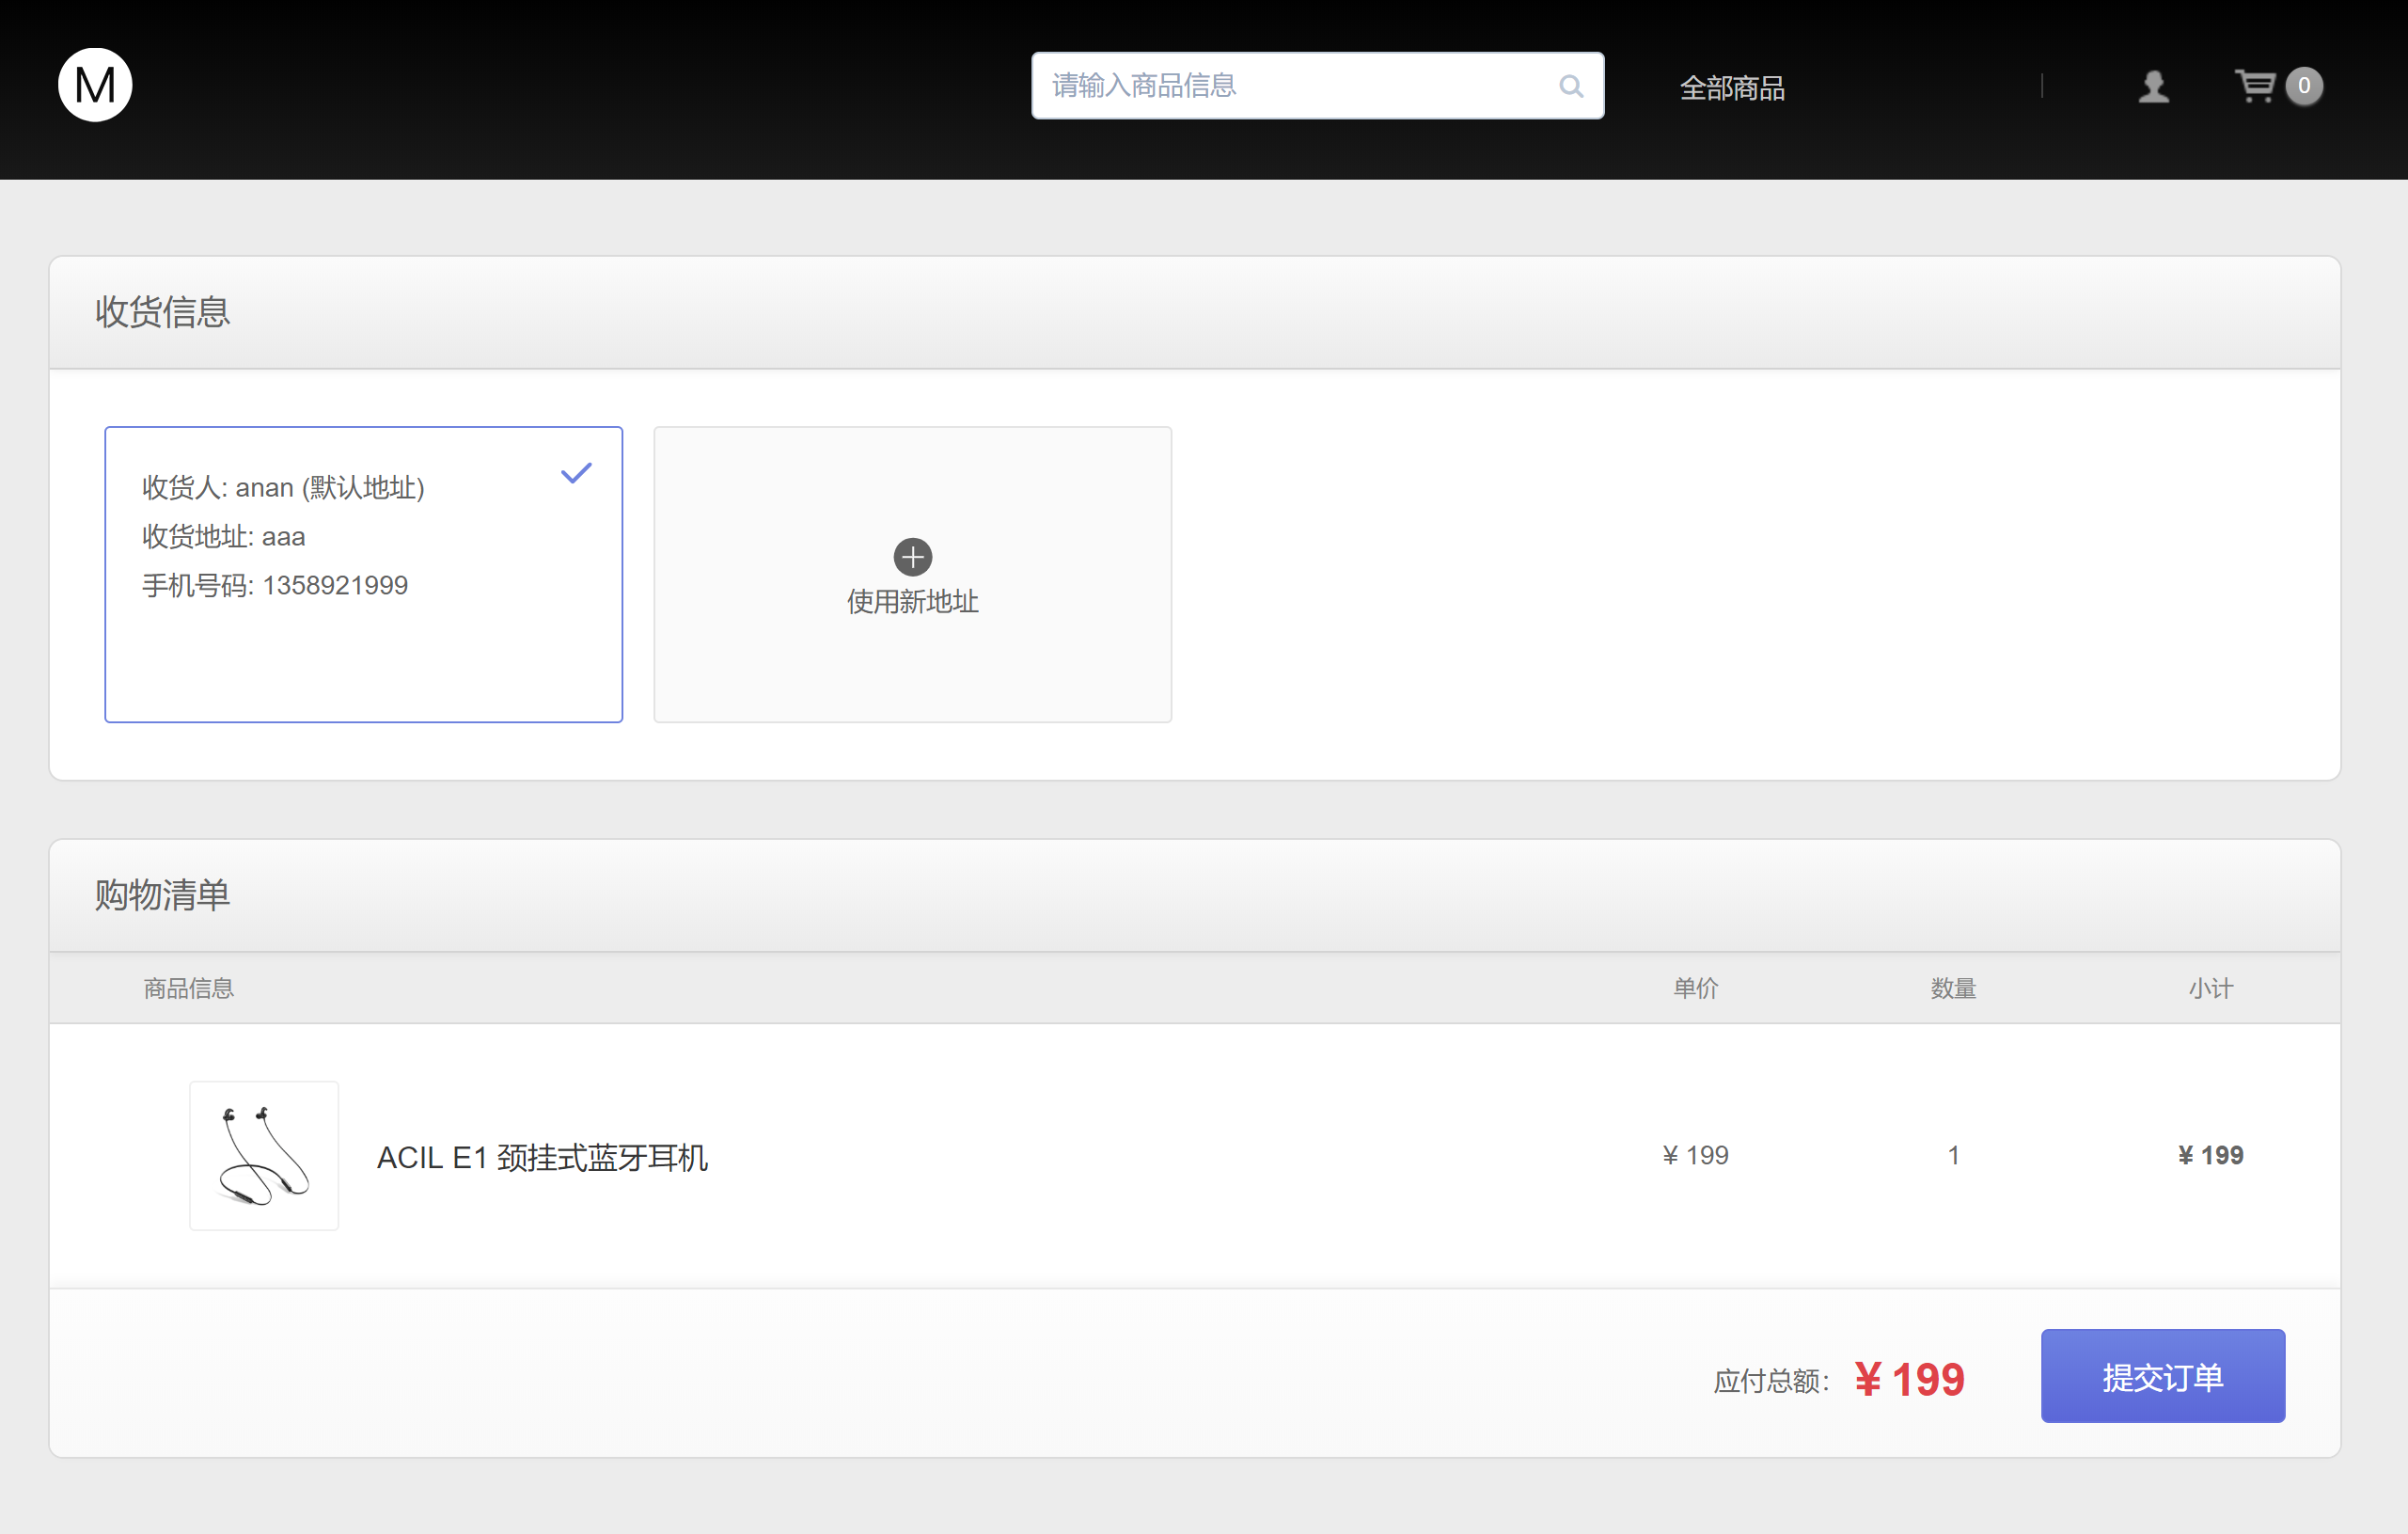 M
请输入商品信息
全部商品
0
收货信息
收货人: anan (默认地址)
收货地址: aaa
手机号码: 1358921999
使用新地址
购物清单
商品信息 单价 数量 小计
ACIL E1 颈挂式蓝牙耳机 ¥ 199 1 ¥ 199
应付总额： ¥ 199 提交订单